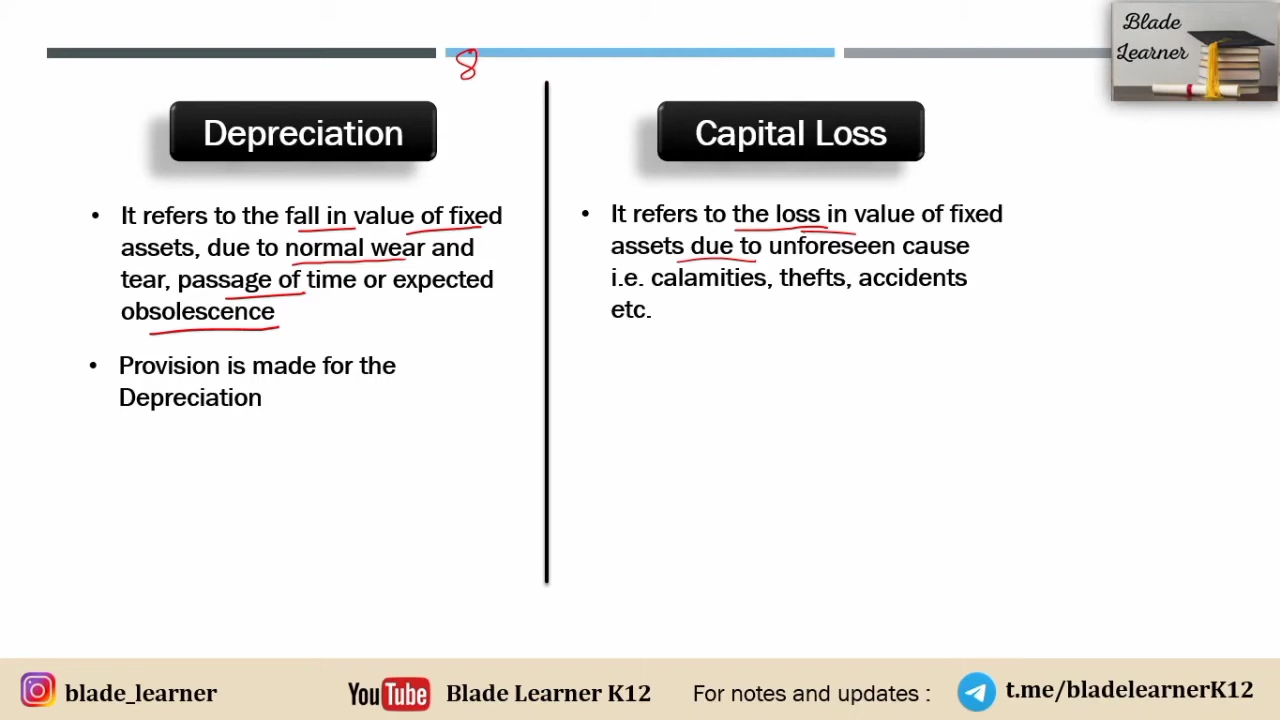 Blade
Learner
8
Depreciation
• It refers to the fall in value of fixed
assets, due to normal wear and
tear, passage of time or expected
obsolescence
• Provision is made for the
Depreciation
Capital Loss
• It refers to the loss in value of fixed
assets due to unforeseen cause
i.e. calamities, thefts, accidents
etc.
blade_learner
YouTube Blade Learner K12
For notes and updates :
t.me/bladelearnerK12